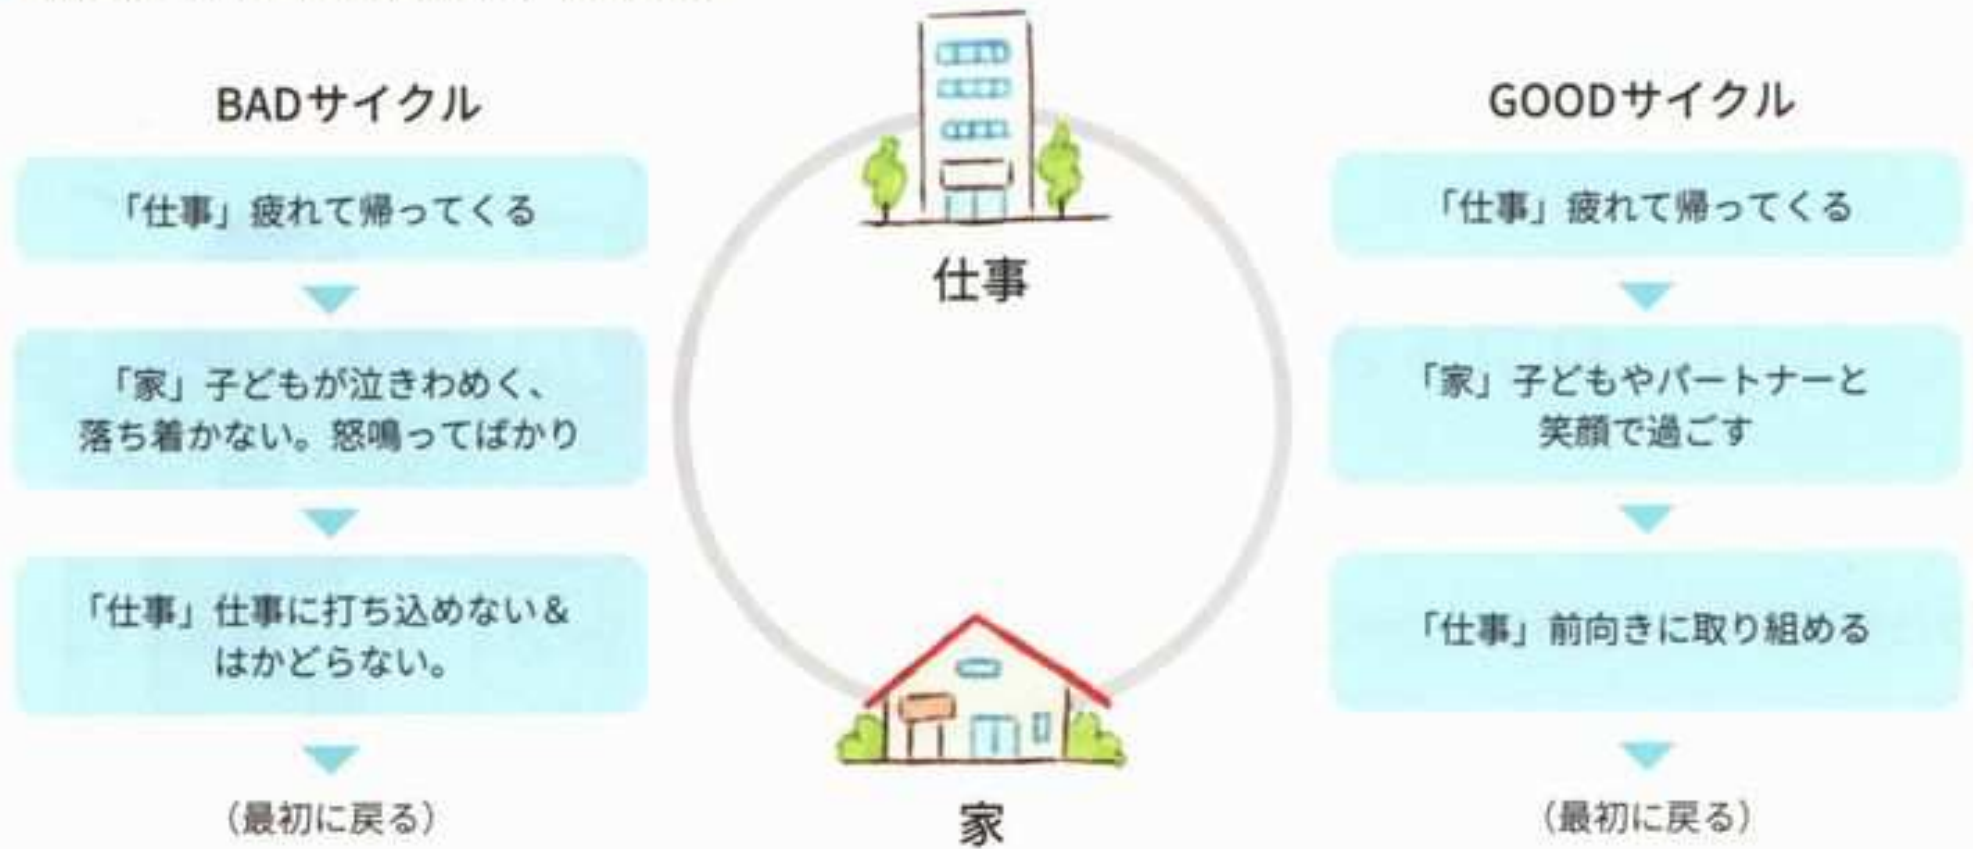 BADサイクル
「仕事」疲れて帰ってくる
「家」子どもが泣きわめく、
落ち着かない。怒鳴ってばかり
「仕事」仕事に打ち込めない＆
はかどらない。
（最初に戻る）
仕事
家
GOODサイクル
「仕事」疲れて帰ってくる
「家」子どもやパートナーと
笑顔で過ごす
「仕事」前向きに取り組める
（最初に戻る）